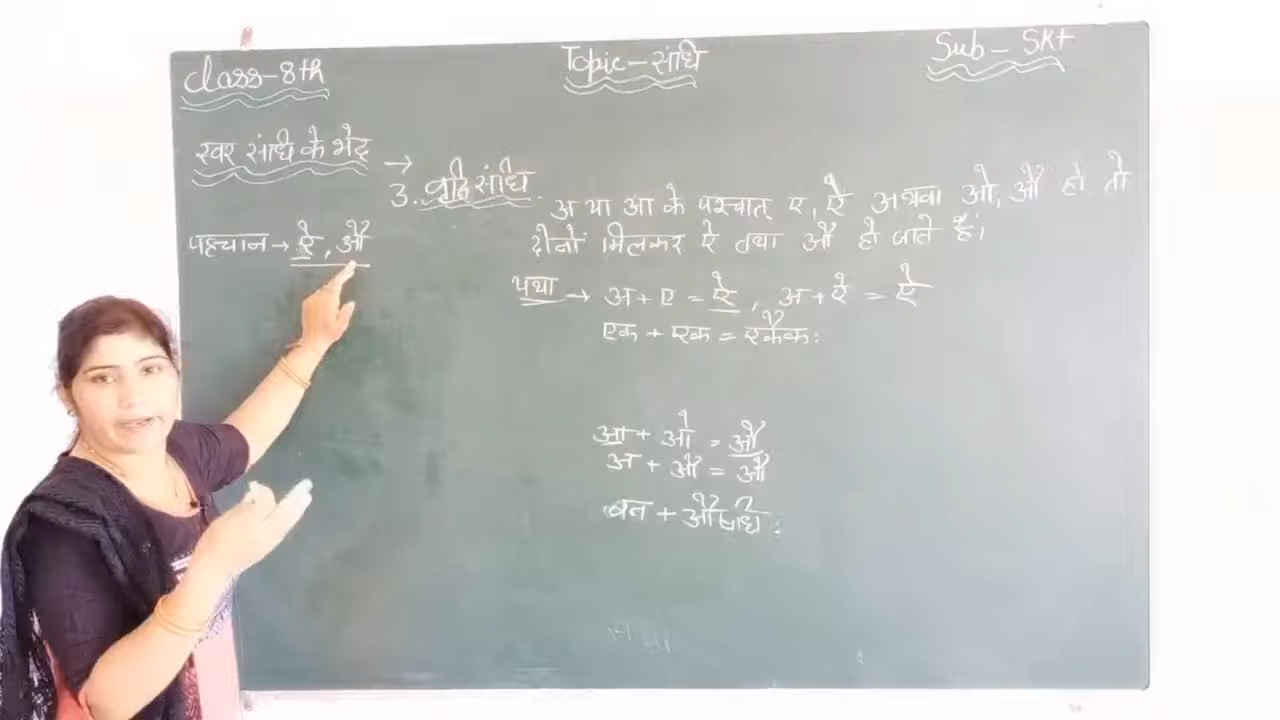 Class-8th
Topic-संधि
Sub-SKt
स्वर संधि के भेद →
3. वृद्धि संधि
अ या आ के पश्चात् ए, ऐ अथवा ओ, औ हो तो
दोनों मिलकर ऐ तथा औ हो जाते हैं।
पहचान → ऐ, औ
यथा → अ + ए = ऐ, अ + ऐ = ऐ
एक + एक = एकैकः
आ + ओ = औ
अ + औ = औ
वन + औषधिः